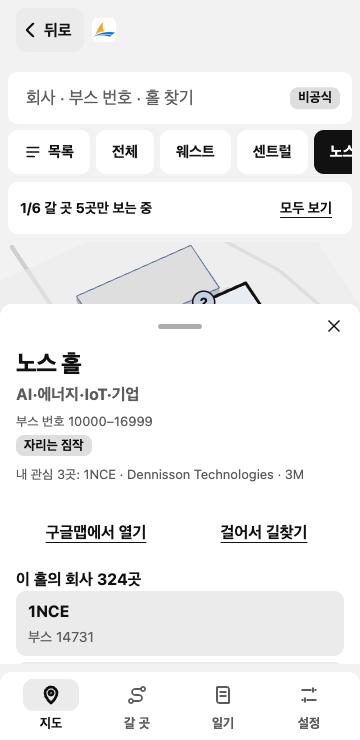 뒤로
회사 · 부스 번호 · 홀 찾기
비공식
목록
전체
웨스트
센트럴
노스
1/6 갈 곳 5곳만 보는 중
모두 보기
2
노스 홀
AI·에너지·IoT·기업
부스 번호 10000–16999
자리는 짐작
내 관심 3곳: 1NCE · Dennisson Technologies · 3M
구글맵에서 열기
걸어서 길찾기
이 홀의 회사 324곳
1NCE
부스 14731
지도
갈 곳
일기
설정